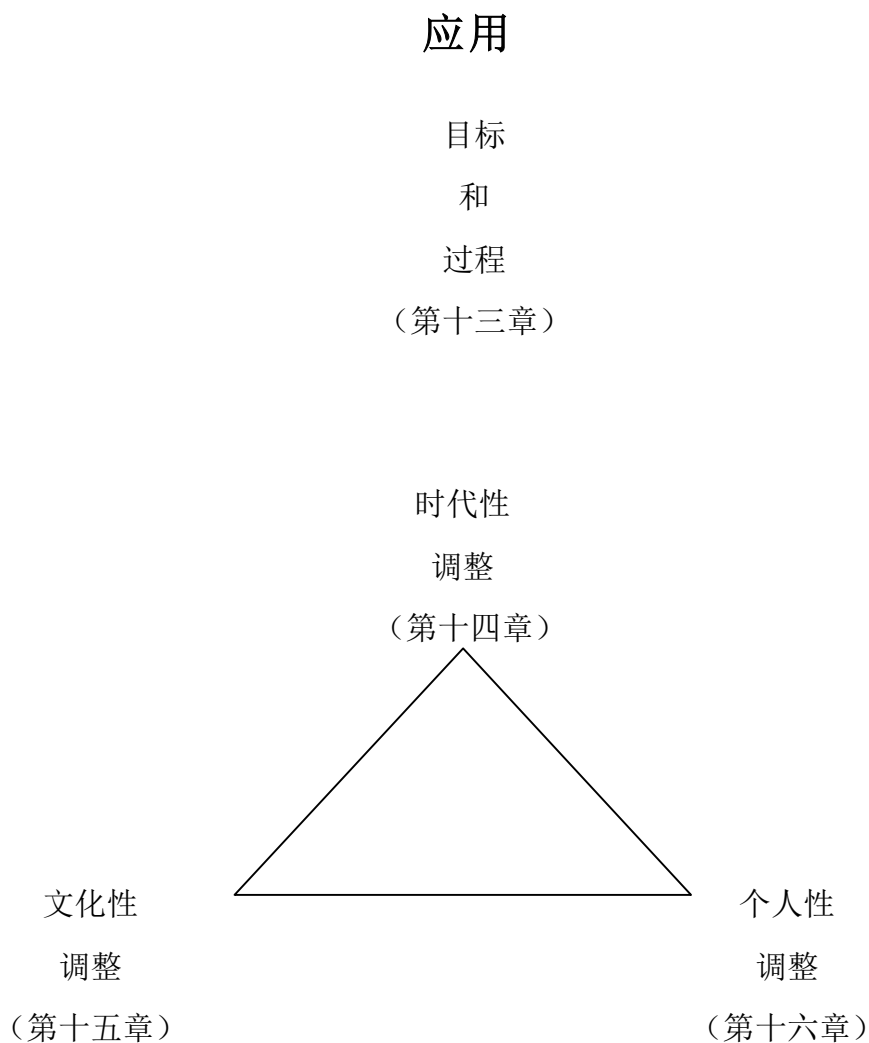 应用
目标
和
过程
（第十三章）
时代性
调整
（第十四章）
文化性
调整
（第十五章）
个人性
调整
（第十六章）